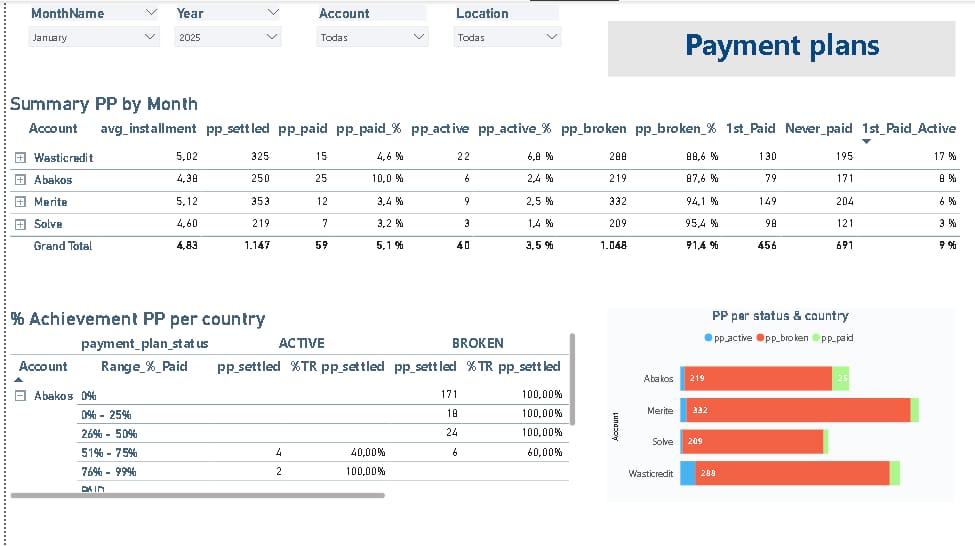 MonthName Year Account Location
January 2025 Todas Todas
Payment plans
Summary PP by Month
Account avg_installment pp_settled pp_paid pp_paid_% pp_active pp_active_% pp_broken pp_broken_% 1st_Paid Never_paid 1st_Paid_Active
Wasticredit 5,02 325 15 4,6 % 22 6,8 % 288 88,6 % 130 195 17 %
Abakos 4,38 250 25 10,0 % 6 2,4 % 219 87,6 % 79 171 8 %
Merite 5,12 353 12 3,4 % 9 2,5 % 332 94,1 % 149 204 6 %
Solve 4,60 219 7 3,2 % 3 1,4 % 209 95,4 % 98 121 3 %
Grand Total 4,83 1.147 59 5,1 % 40 3,5 % 1.048 91,4 % 456 691 9 %
% Achievement PP per country
payment_plan_status ACTIVE BROKEN
Account Range_%_Paid pp_settled %TR pp_settled pp_settled %TR pp_settled
Abakos 0% 171 100,00%
0% - 25% 18 100,00%
26% - 50% 24 100,00%
51% - 75% 4 40,00% 6 60,00%
76% - 99% 2 100,00%
PAID
PP per status & country
pp_active pp_broken pp_paid
Account
Abakos 219 25
Merite 332
Solve 209
Wasticredit 288